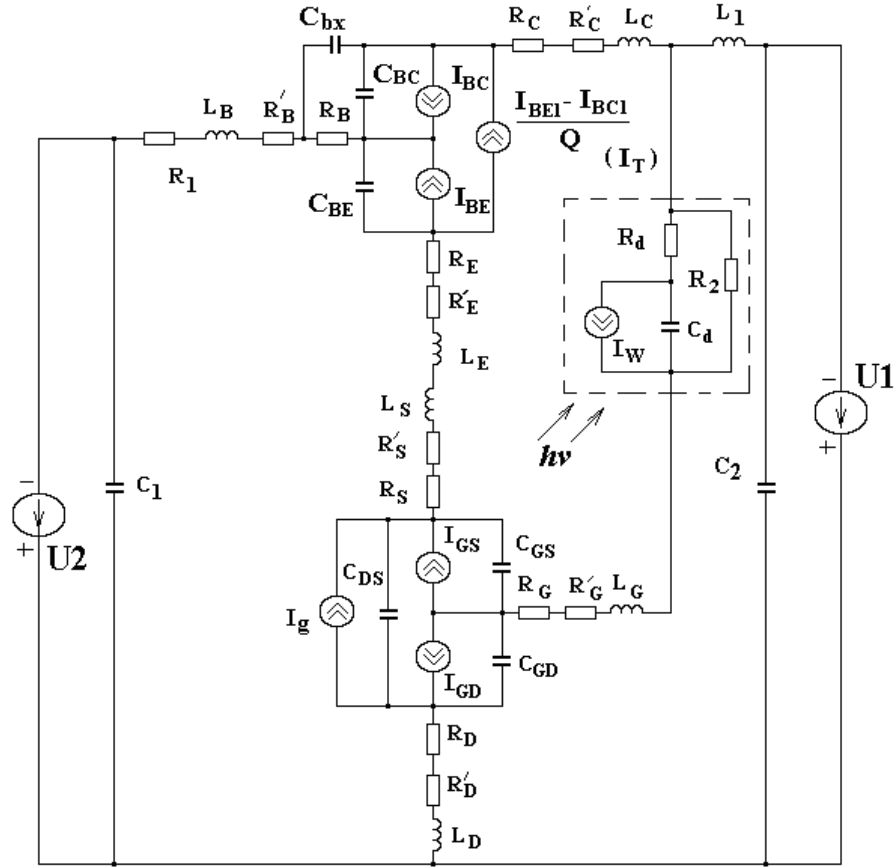 C_bx
R_C R'_C L_C L_1
C_BC I_BC
L_B R'_B R_B
I_BE1 - I_BC1
Q
(I_T)
R_1
C_BE I_BE
R_E
R_d
R_2
R'_E
I_W C_d
L_E
U1
-
+
L_S
hν
R'_S
C_2
R_S
C_1
-
+
U2
I_GS C_GS
C_DS
R_G R'_G L_G
I_g
I_GD C_GD
R_D
R'_D
L_D